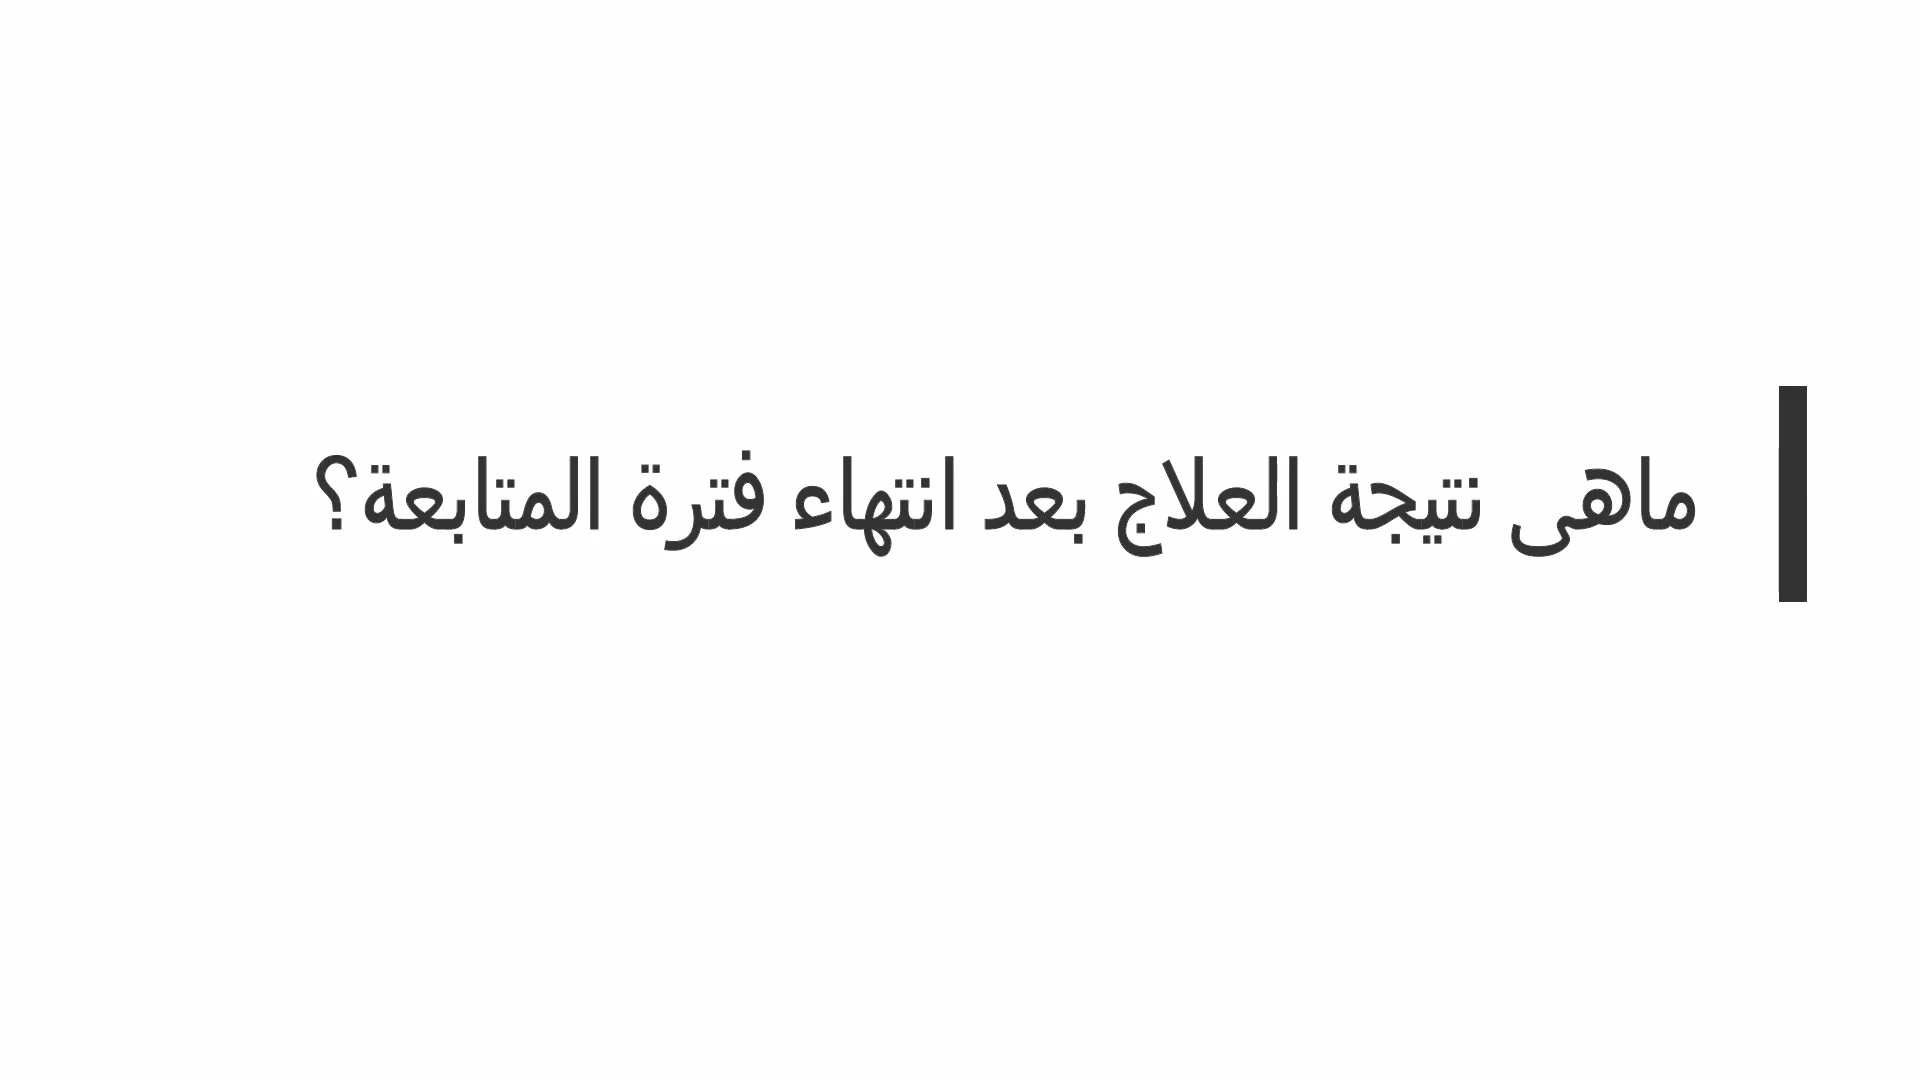 ماهى نتيجة العلاج بعد انتهاء فترة المتابعة؟